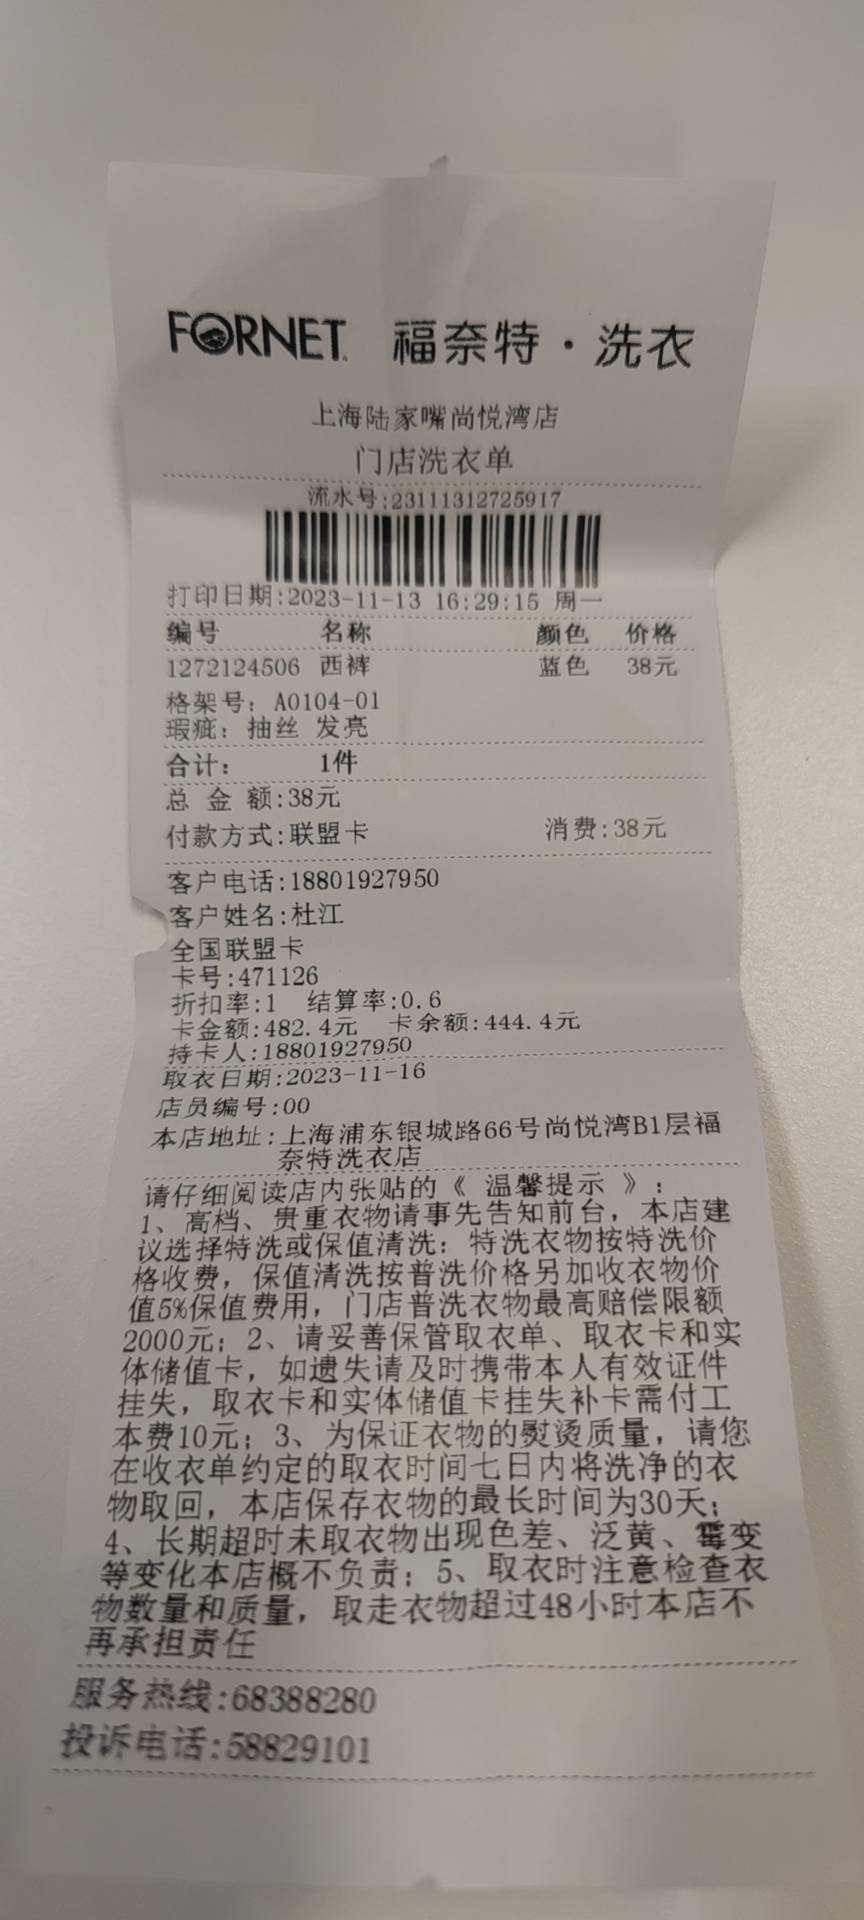 FORNET 福奈特·洗衣
上海陆家嘴尚悦湾店
门店洗衣单
流水号:23111312725917
打印日期:2023-11-13 16:29:15 周一
编号 名称 颜色 价格
1272124506 西裤 蓝色 38元
格架号: A0104-01
瑕疵: 抽丝 发亮
合计: 1件
总 金 额:38元
付款方式:联盟卡 消费:38元
客户电话:18801927950
客户姓名:杜江
全国联盟卡
卡号:471126
折扣率:1 结算率:0.6
卡金额:482.4元 卡余额:444.4元
持卡人:18801927950
取衣日期:2023-11-16
店员编号:00
本店地址:上海浦东银城路66号尚悦湾B1层福
奈特洗衣店
请仔细阅读店内张贴的《 温馨提示 》:
1、高档、贵重衣物请事先告知前台，本店建
议选择特洗或保值清洗；特洗衣物按特洗价
格收费，保值清洗按普洗价格另加收衣物价
值5%保值费用，门店普洗衣物最高赔偿限额
2000元；2、请妥善保管取衣单、取衣卡和实
体储值卡，如遗失请及时携带本人有效证件
挂失，取衣卡和实体储值卡挂失补卡需付工
本费10元；3、为保证衣物的熨烫质量，请您
在收衣单约定的取衣时间七日内将洗净的衣
物取回，本店保存衣物的最长时间为30天；
4、长期超时未取衣物出现色差、泛黄、霉变
等变化本店概不负责；5、取衣时注意检查衣
物数量和质量，取走衣物超过48小时本店不
再承担责任
服务热线:68388280
投诉电话:58829101